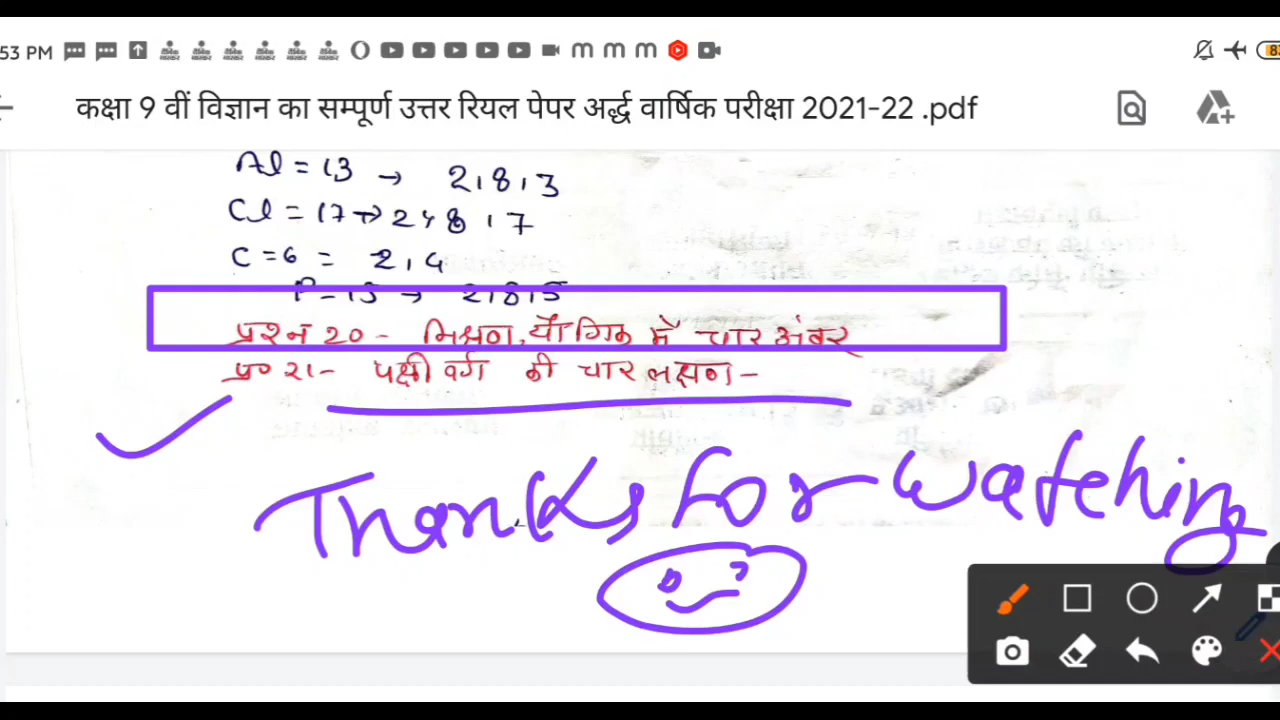 53 PM
कक्षा 9 वीं विज्ञान का सम्पूर्ण उत्तर रियल पेपर अर्द्ध वार्षिक परीक्षा 2021-22 .pdf
Al = 13 → 2,8,3
Cl = 17 → 2,8,7
C = 6 = 2,4
P = 15 → 2,8,5
प्रश्न 20 - मिश्रण, यौगिक में चार अंतर
प्र० 21 - पक्षी वर्ग की चार लक्षण -
Thanks for watching